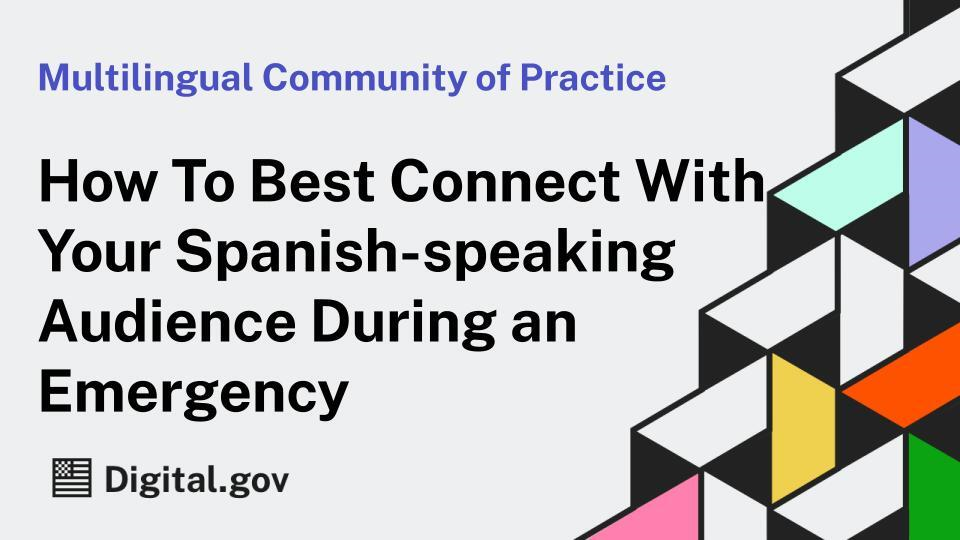 Multilingual Community of Practice
How To Best Connect With
Your Spanish-speaking
Audience During an
Emergency
Digital.gov